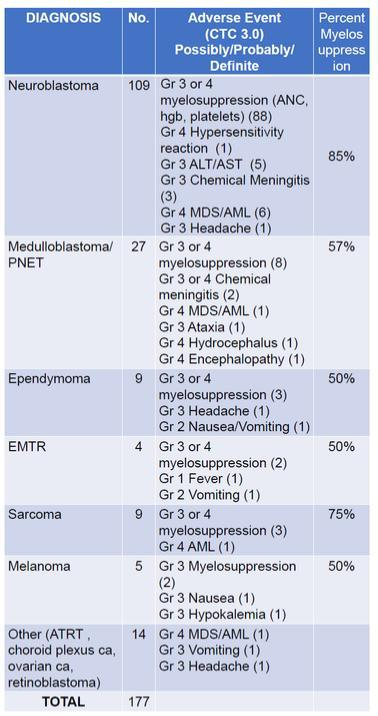 DIAGNOSIS No. Adverse Event Percent
(CTC 3.0) Myelos
Possibly/Probably/ uppress
Definite ion
Neuroblastoma 109 Gr 3 or 4
myelosuppression (ANC,
hgb, platelets) (88)
Gr 4 Hypersensitivity
reaction (1)
85%
Gr 3 ALT/AST (5)
Gr 3 Chemical Meningitis
(3)
Gr 4 MDS/AML (6)
Gr 3 Headache (1)
Medulloblastoma/ 27 Gr 3 or 4 57%
PNET myelosuppression (8)
Gr 3 or 4 Chemical
meningitis (2)
Gr 4 MDS/AML (1)
Gr 3 Ataxia (1)
Gr 4 Hydrocephalus (1)
Gr 4 Encephalopathy (1)
Ependymoma 9 Gr 3 or 4 50%
myelosuppression (3)
Gr 3 Headache (1)
Gr 2 Nausea/Vomiting (1)
EMTR 4 Gr 3 or 4 50%
myelosuppression (2)
Gr 1 Fever (1)
Gr 2 Vomiting (1)
Sarcoma 9 Gr 3 or 4 75%
myelosuppression (3)
Gr 4 AML (1)
Melanoma 5 Gr 3 Myelosuppression 50%
(2)
Gr 3 Nausea (1)
Gr 3 Hypokalemia (1)
Other (ATRT , 14 Gr 4 MDS/AML (1)
choroid plexus ca, Gr 3 Vomiting (1)
ovarian ca, Gr 3 Headache (1)
retinoblastoma)
TOTAL 177